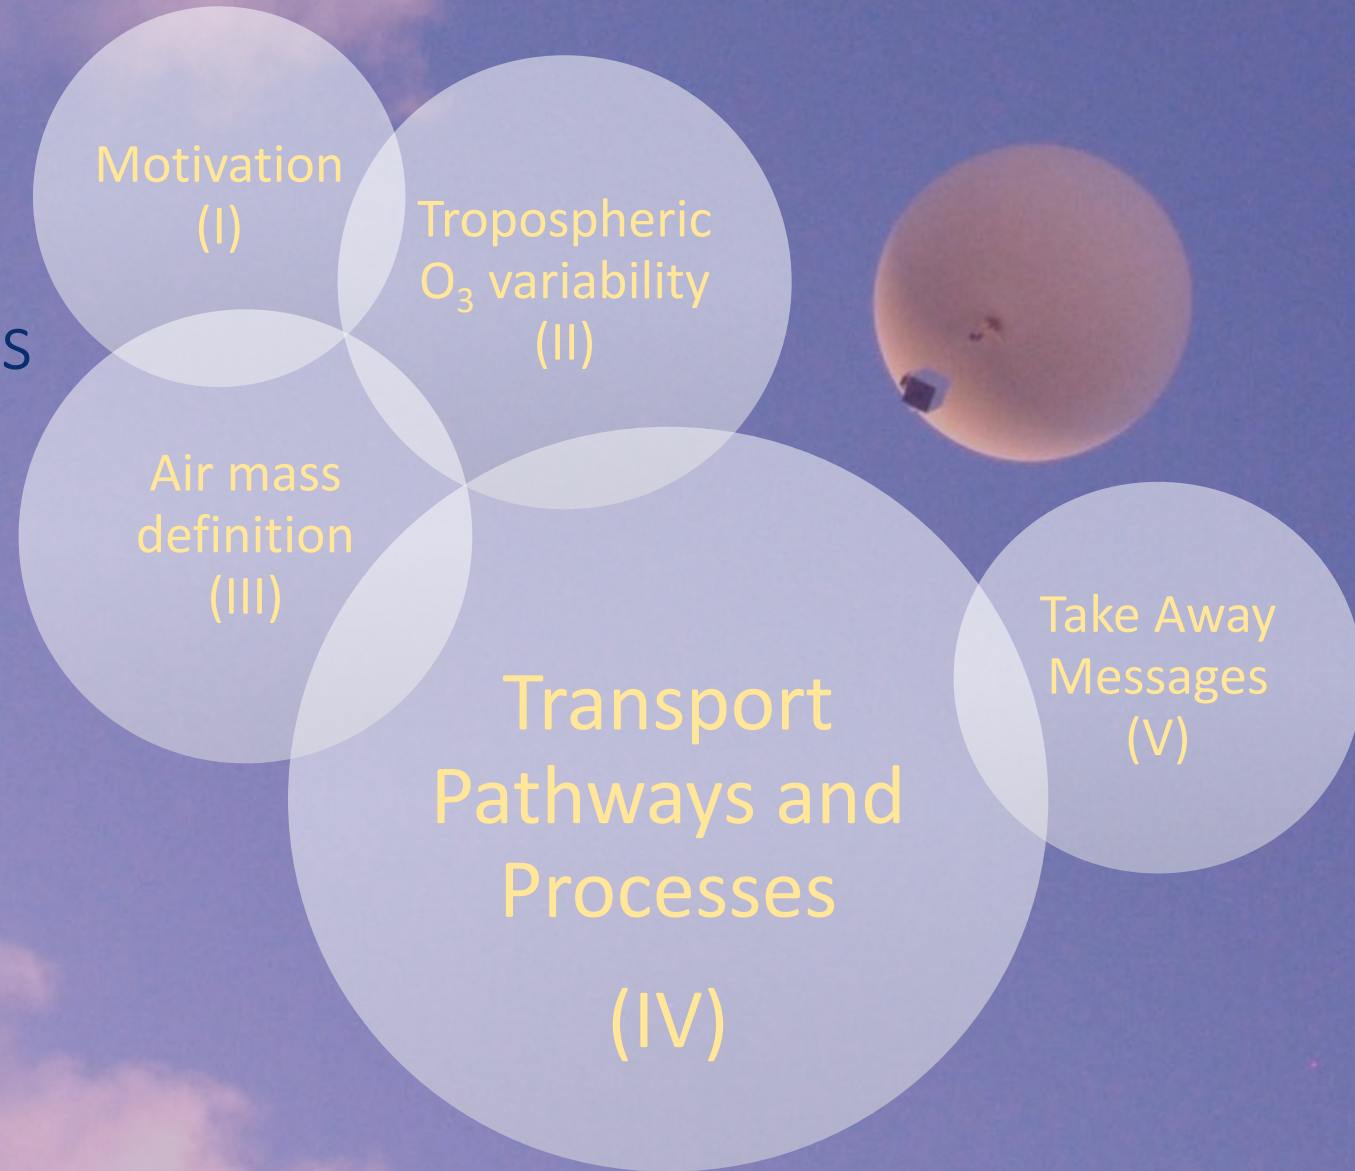 Motivation
(I)
Tropospheric
O₃ variability
(II)
s
Air mass
definition
(III)
Transport
Pathways and
Processes
(IV)
Take Away
Messages
(V)